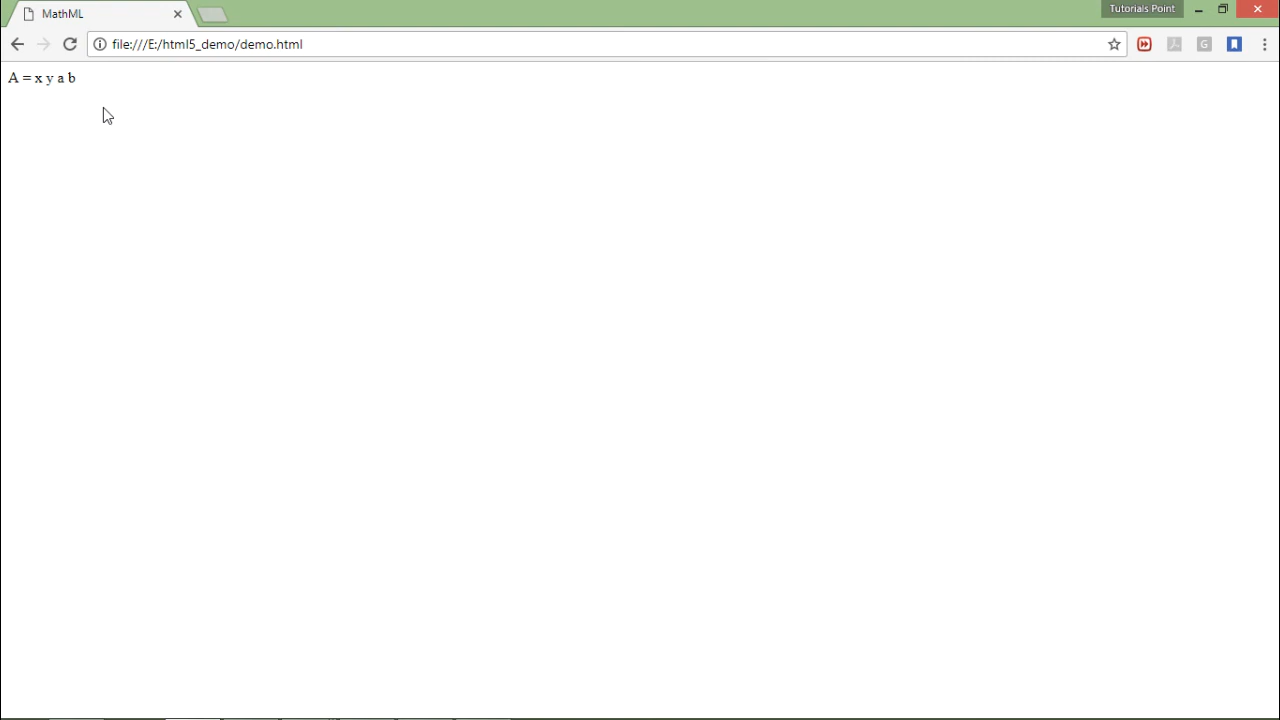 MathML
Tutorials Point
file:///E:/html5_demo/demo.html
G
A = x y a b